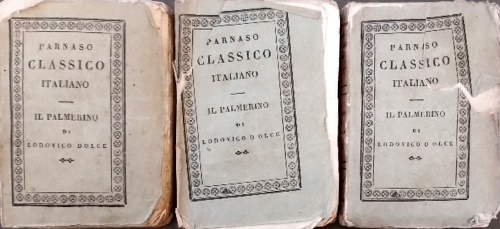 PARNASO
CLASSICO
ITALIANO
IL PALMERINO
DI
LODOVICO DOLCE
PARNASO
CLASSICO
ITALIANO
IL PALMERINO
DI
LODOVICO DOLCE
PARNASO
CLASSICO
ITALIANO
IL PALMERINO
DI
LODOVICO DOLCE